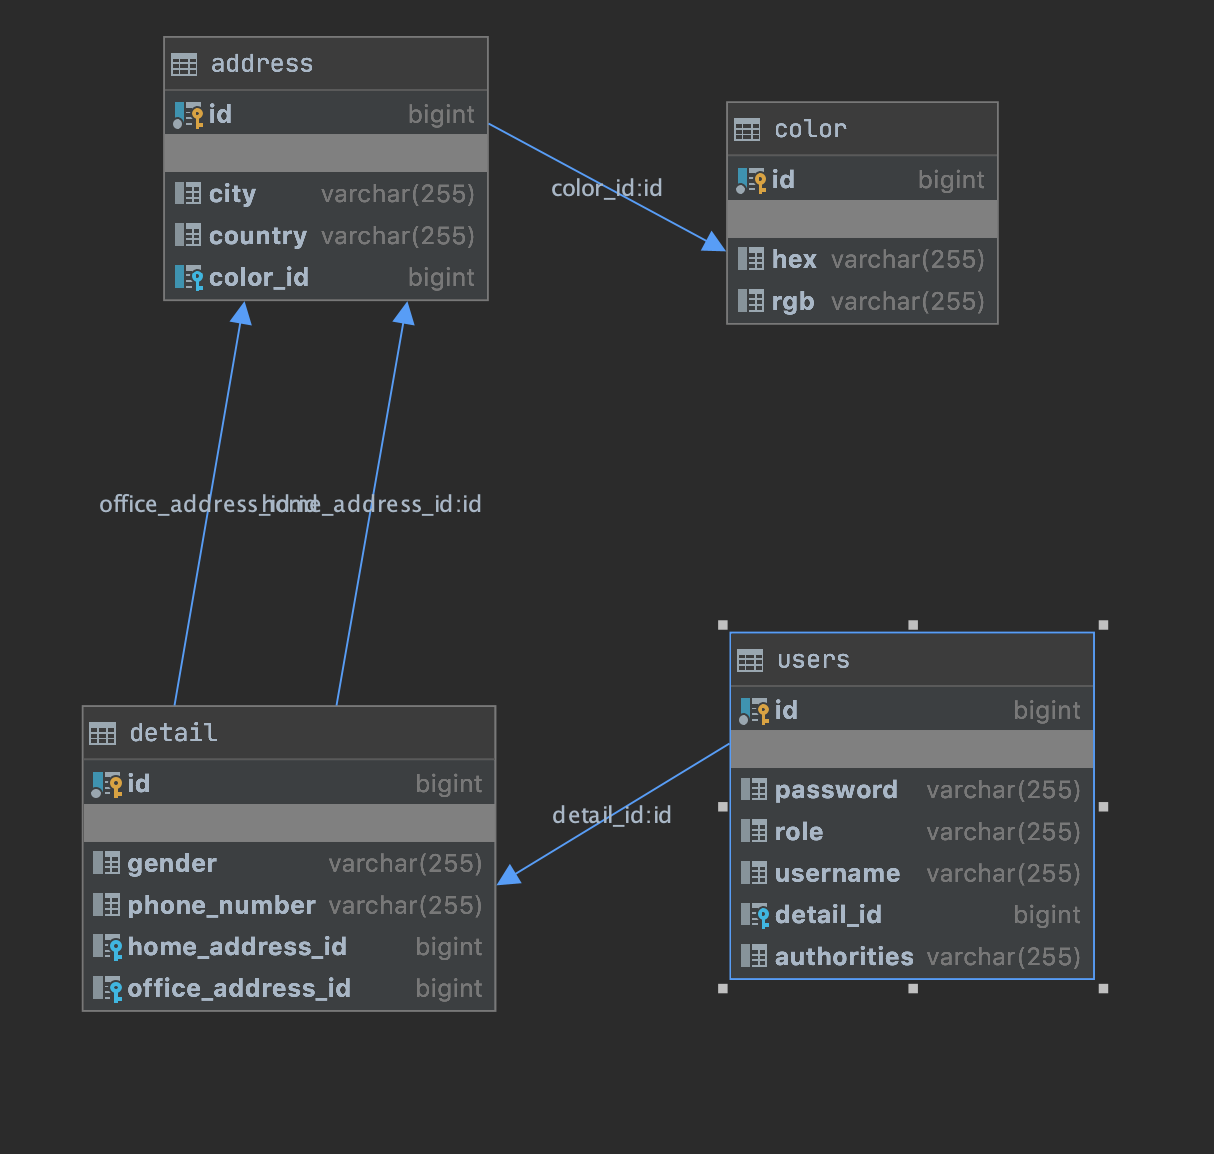 address
id bigint
city varchar(255)
country varchar(255)
color_id bigint
color
id bigint
hex varchar(255)
rgb varchar(255)
color_id:id
office_address_id:id
home_address_id:id
users
id bigint
password varchar(255)
role varchar(255)
username varchar(255)
detail_id bigint
authorities varchar(255)
detail
id bigint
gender varchar(255)
phone_number varchar(255)
home_address_id bigint
office_address_id bigint
detail_id:id